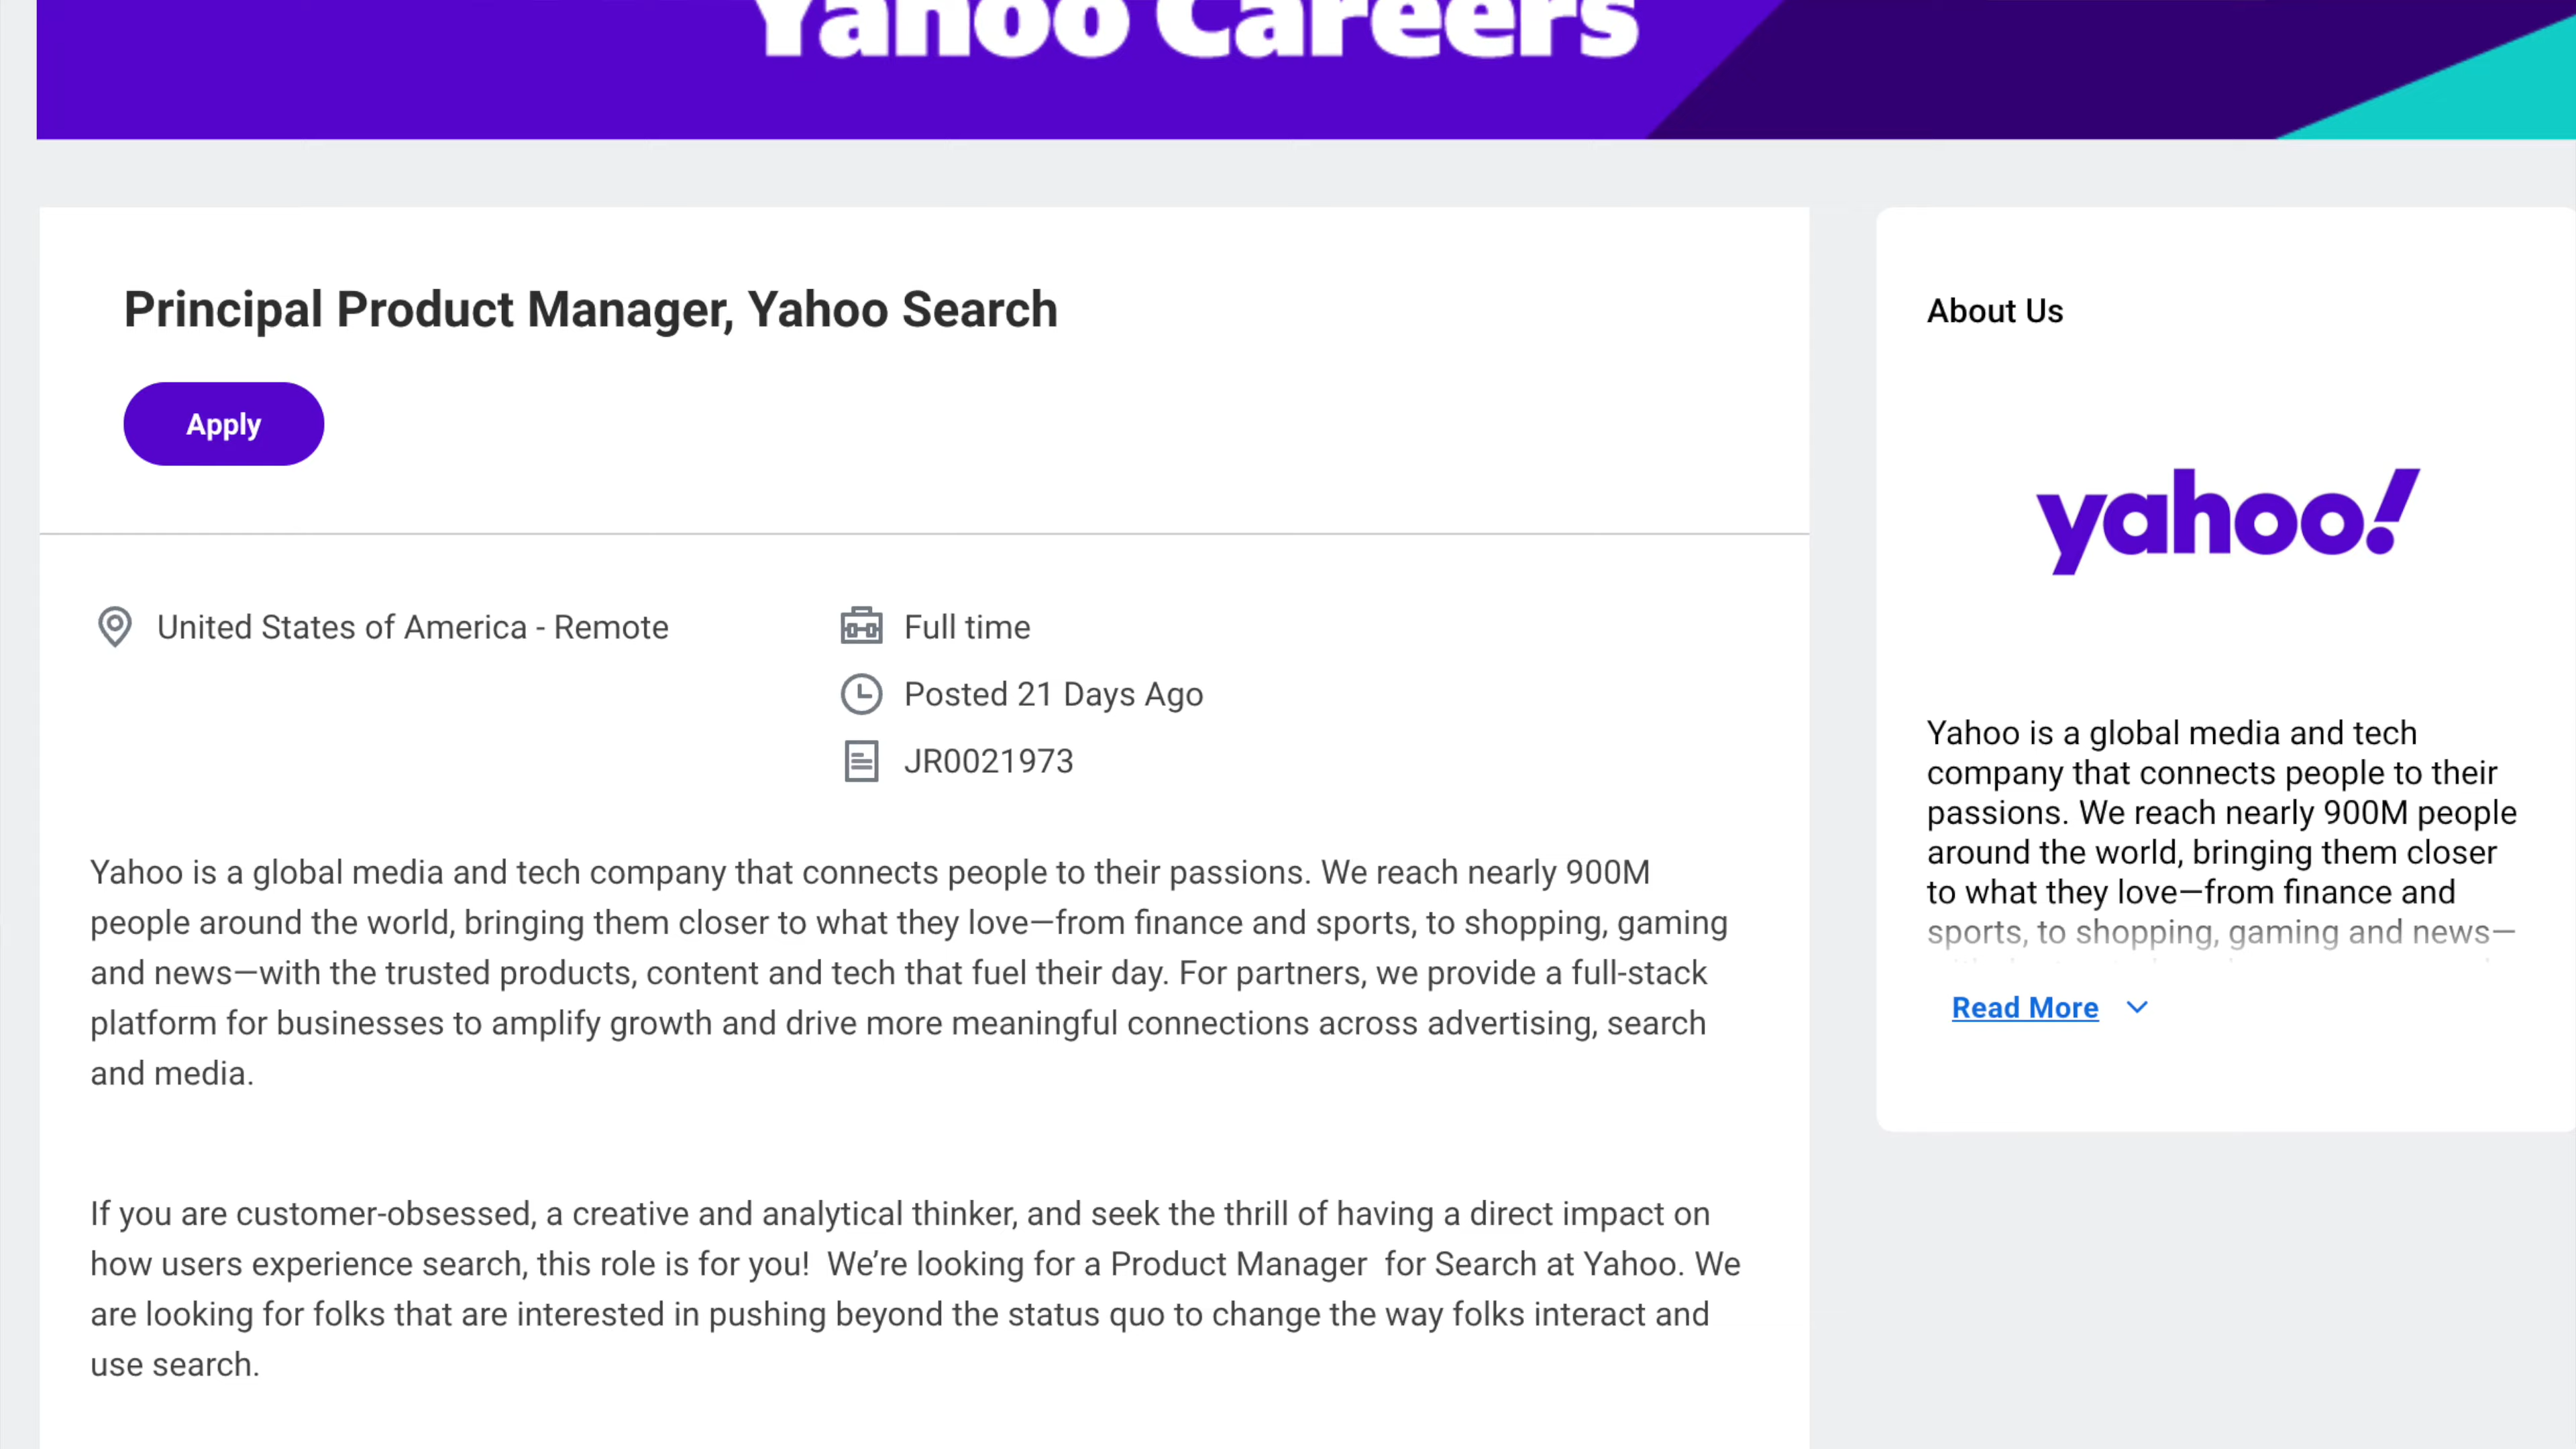 Yahoo Careers
Principal Product Manager, Yahoo Search
Apply
United States of America - Remote
Full time
Posted 21 Days Ago
JR0021973
Yahoo is a global media and tech company that connects people to their passions. We reach nearly 900M
people around the world, bringing them closer to what they love—from finance and sports, to shopping, gaming
and news—with the trusted products, content and tech that fuel their day. For partners, we provide a full-stack
platform for businesses to amplify growth and drive more meaningful connections across advertising, search
and media.
If you are customer-obsessed, a creative and analytical thinker, and seek the thrill of having a direct impact on
how users experience search, this role is for you!  We’re looking for a Product Manager  for Search at Yahoo. We
are looking for folks that are interested in pushing beyond the status quo to change the way folks interact and
use search.
About Us
yahoo!
Yahoo is a global media and tech
company that connects people to their
passions. We reach nearly 900M people
around the world, bringing them closer
to what they love—from finance and
sports, to shopping, gaming and news—
Read More